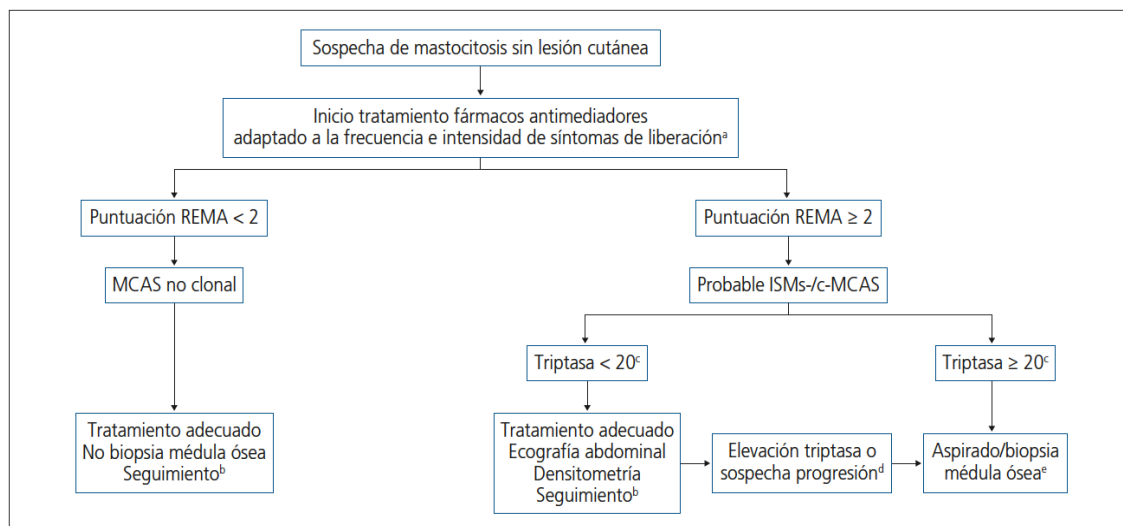 Sospecha de mastocitosis sin lesión cutánea
Inicio tratamiento fármacos antimediadores
adaptado a la frecuencia e intensidad de síntomas de liberaciónᵃ
Puntuación REMA < 2
Puntuación REMA ≥ 2
MCAS no clonal
Probable ISMs-/c-MCAS
Triptasa < 20ᶜ
Triptasa ≥ 20ᶜ
Tratamiento adecuado
No biopsia médula ósea
Seguimientoᵇ
Tratamiento adecuado
Ecografía abdominal
Densitometría
Seguimientoᵇ
Elevación triptasa o
sospecha progresiónᵈ
Aspirado/biopsia
médula óseaᵉ